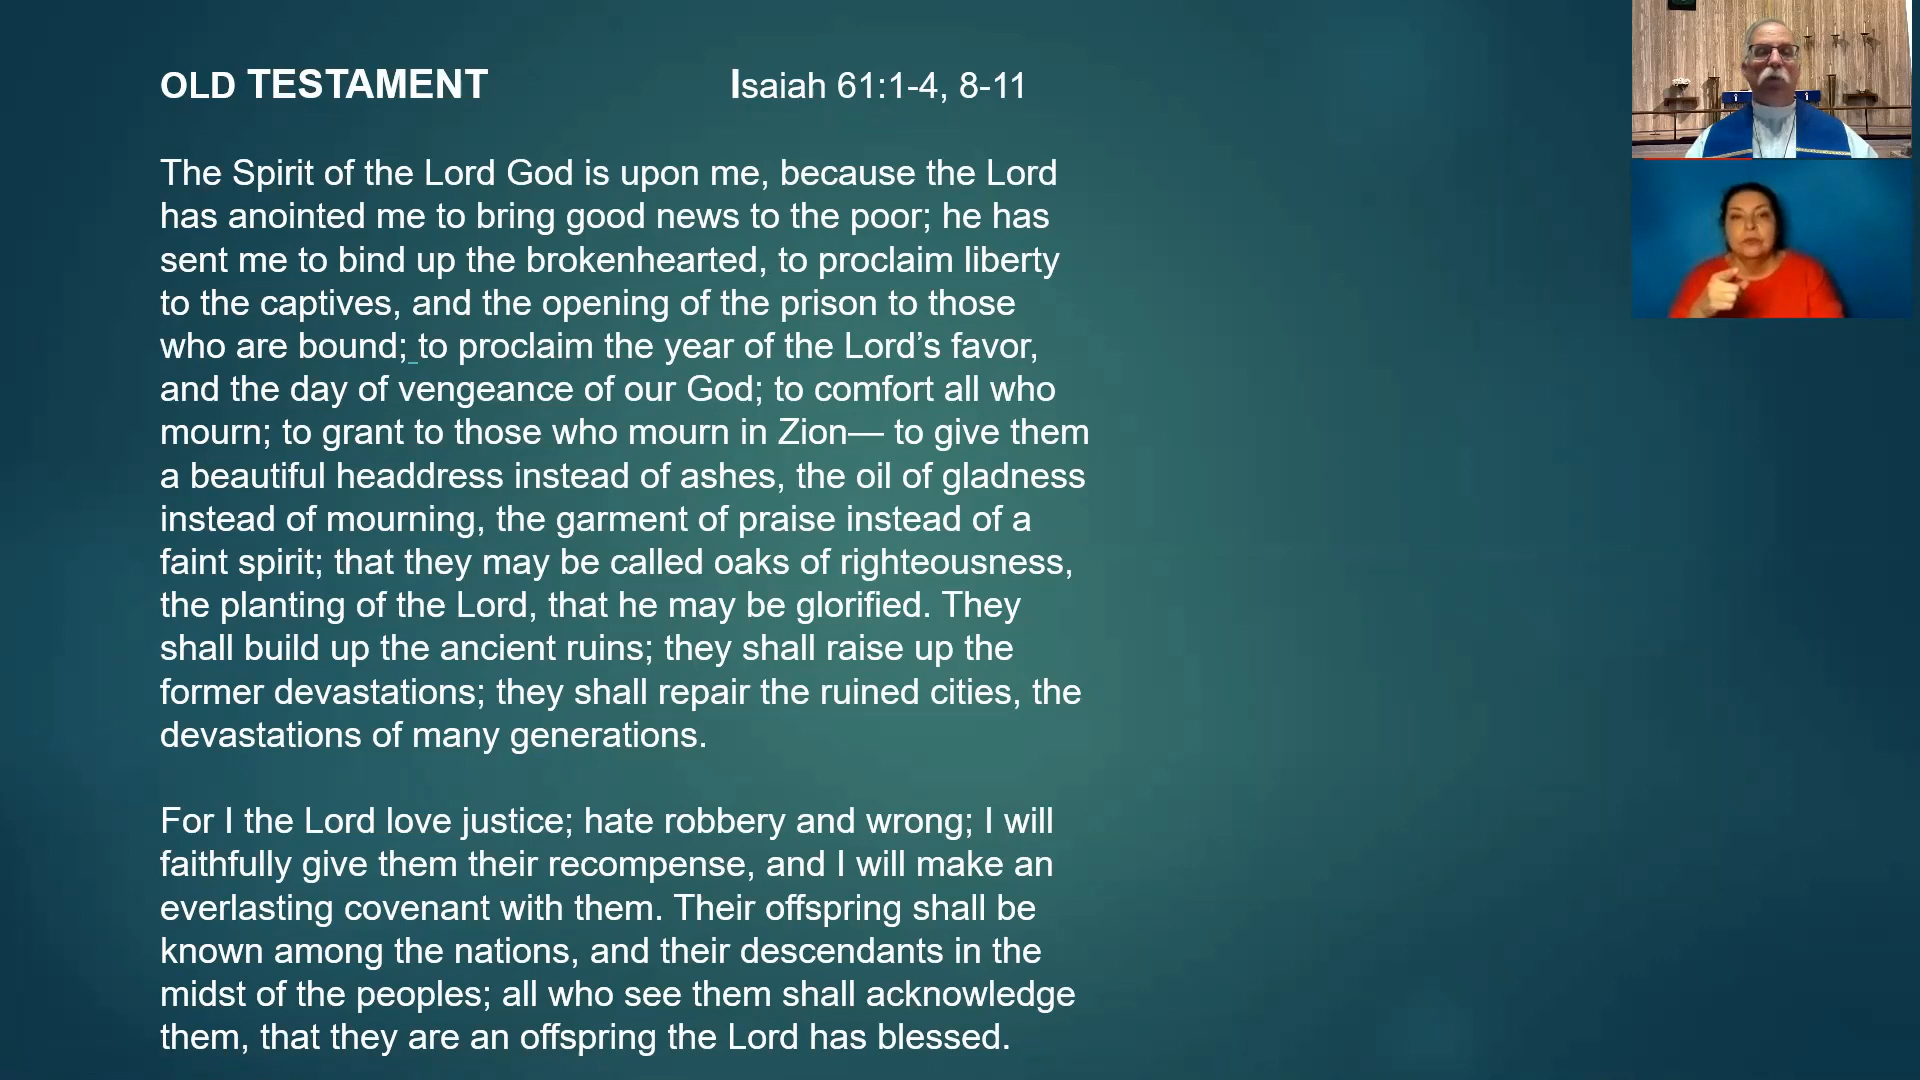 OLD TESTAMENT Isaiah 61:1-4, 8-11
The Spirit of the Lord God is upon me, because the Lord
has anointed me to bring good news to the poor; he has
sent me to bind up the brokenhearted, to proclaim liberty
to the captives, and the opening of the prison to those
who are bound; to proclaim the year of the Lord’s favor,
and the day of vengeance of our God; to comfort all who
mourn; to grant to those who mourn in Zion— to give them
a beautiful headdress instead of ashes, the oil of gladness
instead of mourning, the garment of praise instead of a
faint spirit; that they may be called oaks of righteousness,
the planting of the Lord, that he may be glorified. They
shall build up the ancient ruins; they shall raise up the
former devastations; they shall repair the ruined cities, the
devastations of many generations.
For I the Lord love justice; hate robbery and wrong; I will
faithfully give them their recompense, and I will make an
everlasting covenant with them. Their offspring shall be
known among the nations, and their descendants in the
midst of the peoples; all who see them shall acknowledge
them, that they are an offspring the Lord has blessed.